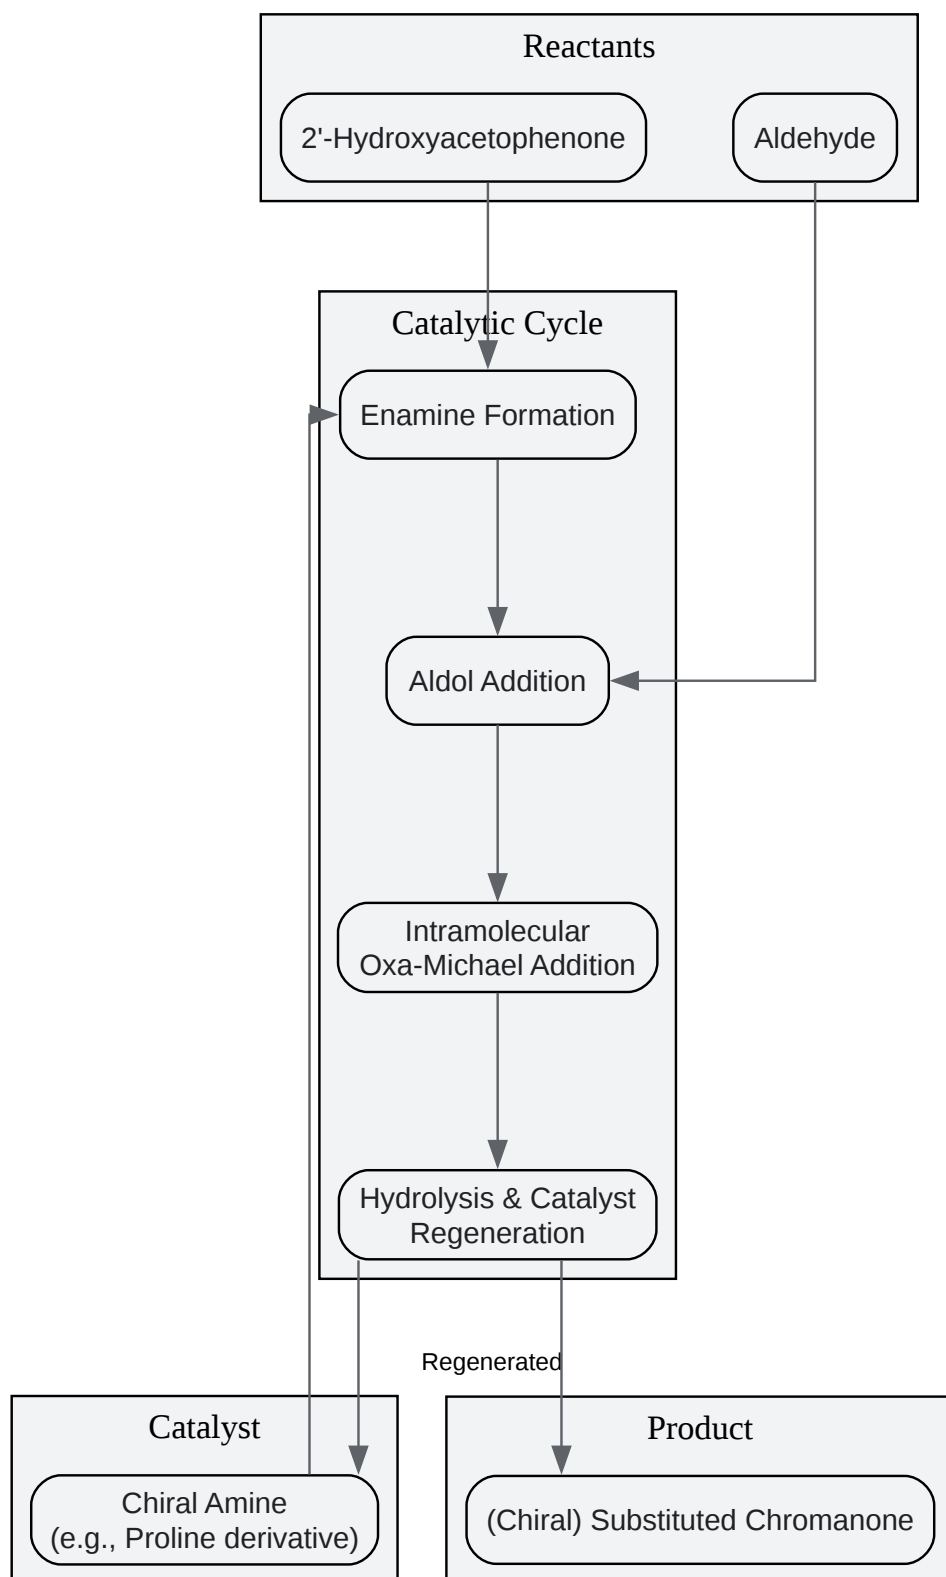 Reactants
2'-Hydroxyacetophenone
Aldehyde
Catalytic Cycle
Enamine Formation
Aldol Addition
Intramolecular
Oxa-Michael Addition
Hydrolysis & Catalyst
Regeneration
Regenerated
Catalyst
Chiral Amine
(e.g., Proline derivative)
Product
(Chiral) Substituted Chromanone